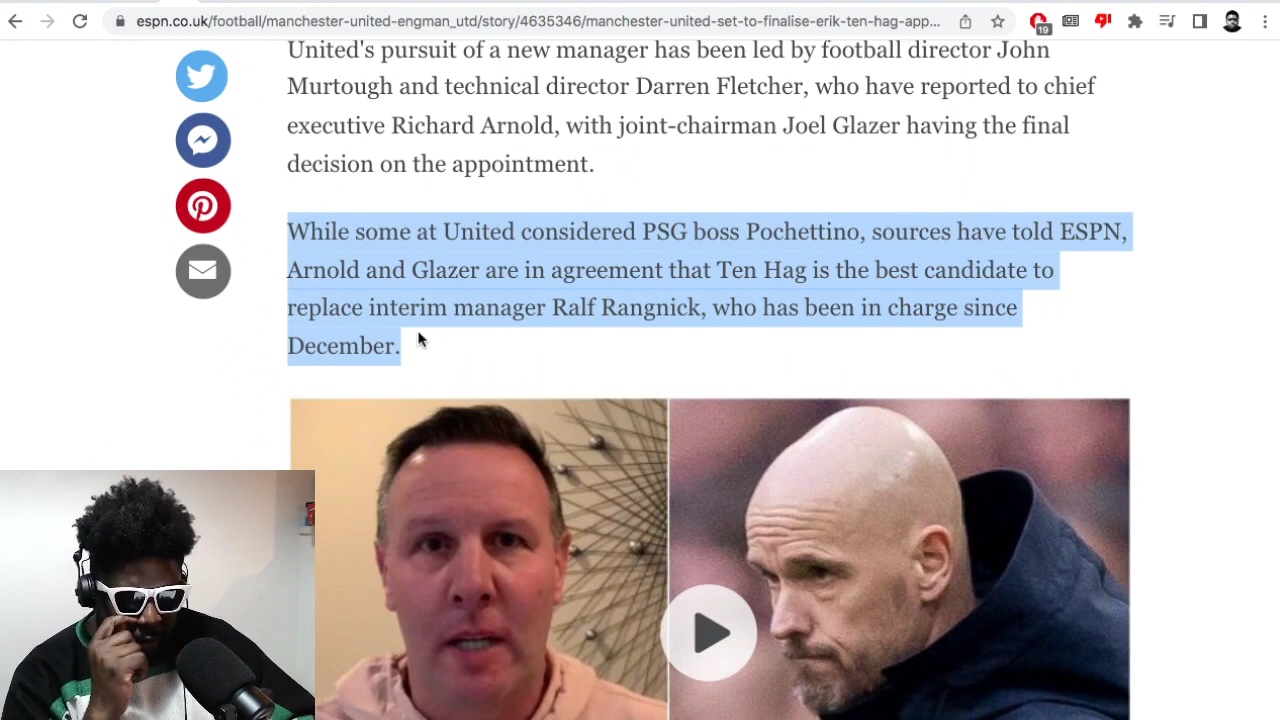 espn.co.uk/football/manchester-united-engman_utd/story/4635346/manchester-united-set-to-finalise-erik-ten-hag-app...
19
United's pursuit of a new manager has been led by football director John
Murtough and technical director Darren Fletcher, who have reported to chief
executive Richard Arnold, with joint-chairman Joel Glazer having the final
decision on the appointment.
While some at United considered PSG boss Pochettino, sources have told ESPN,
Arnold and Glazer are in agreement that Ten Hag is the best candidate to
replace interim manager Ralf Rangnick, who has been in charge since
December.